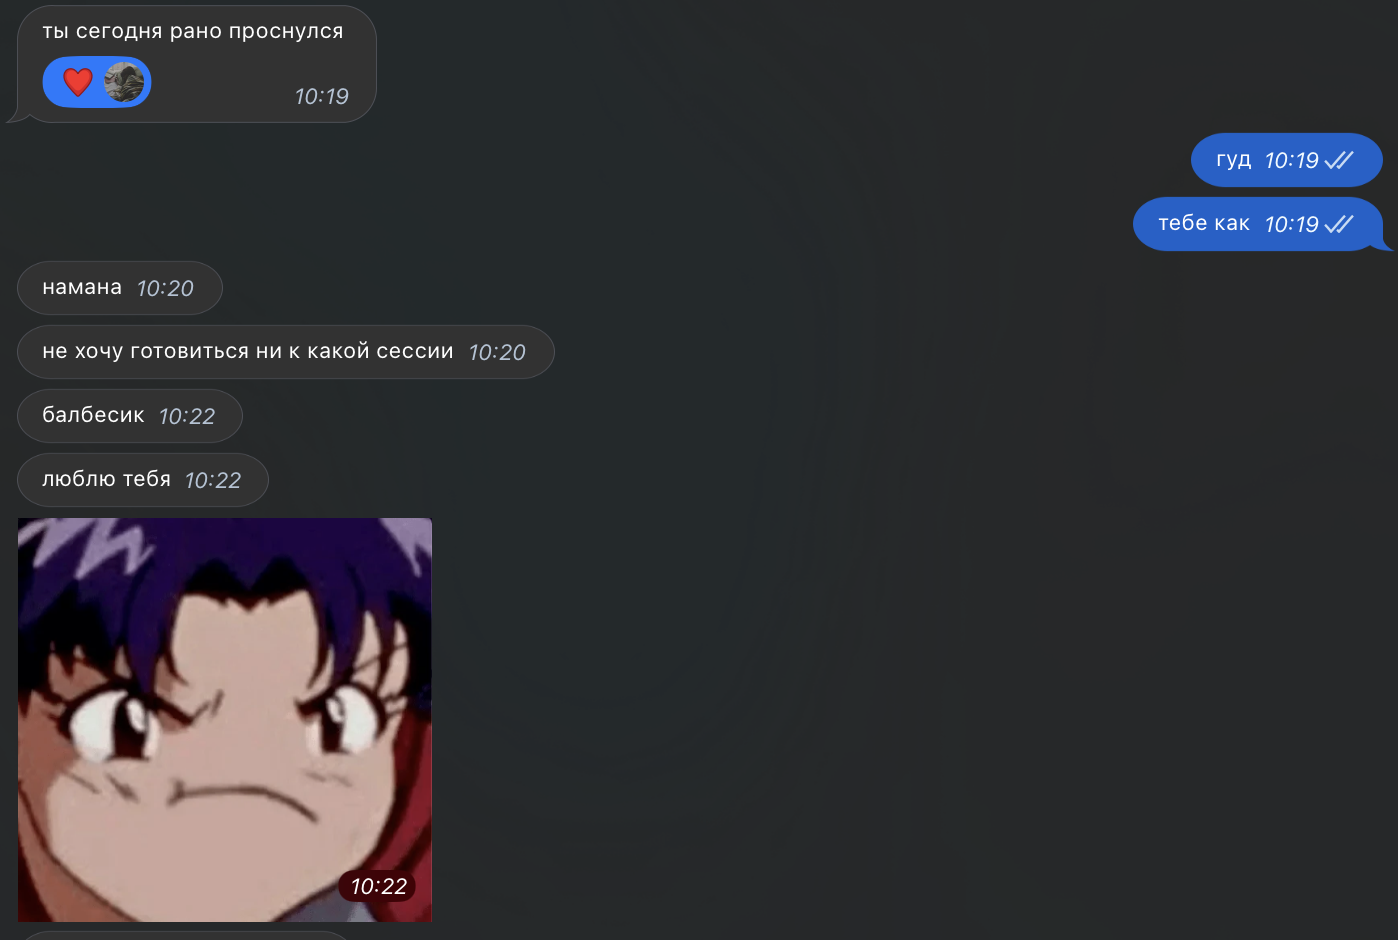 ты сегодня рано проснулся
10:19
гуд 10:19
тебе как 10:19
намана 10:20
не хочу готовиться ни к какой сессии 10:20
балбесик 10:22
люблю тебя 10:22
10:22